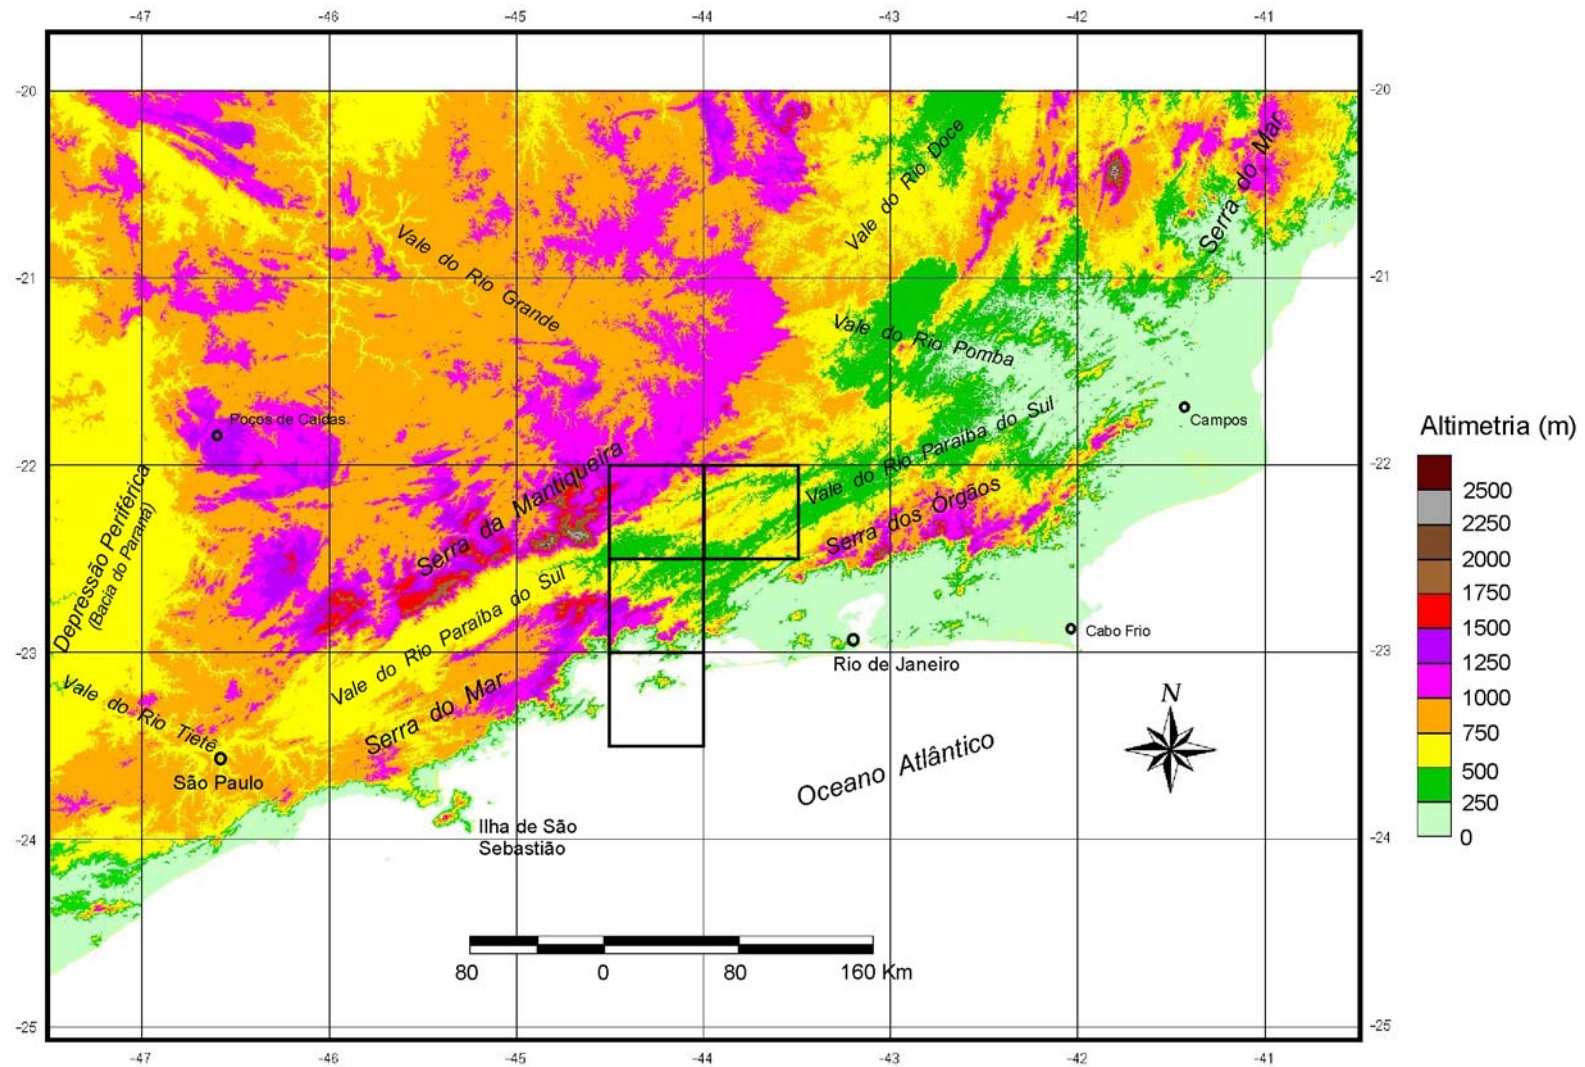 -47 -46 -45 -44 -43 -42 -41
-20
-20
Vale do Rio Doce
Serra do Mar
Vale do Rio Grande
-21
-21
Vale do Rio Pomba
Poços de Caldas
Campos
Vale do Rio Paraíba do Sul
-22
-22
Depressão Periférica
(Bacia do Paraná)
Serra da Mantiqueira
Serra dos Órgãos
Vale do Rio Paraíba do Sul
Cabo Frio
Rio de Janeiro
-23
-23
Vale do Rio Tietê
Serra do Mar
São Paulo
Oceano Atlântico
N
Ilha de São
Sebastião
-24
-24
80 0 80 160 Km
-25
-25
-47 -46 -45 -44 -43 -42 -41
Altimetria (m)
2500
2250
2000
1750
1500
1250
1000
750
500
250
0